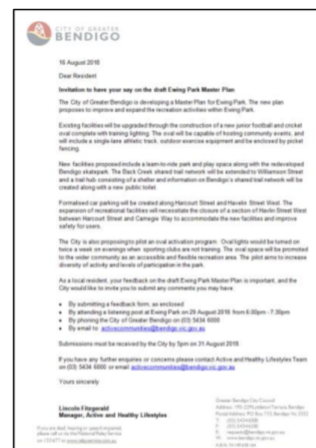 CITY OF GREATER
BENDIGO
16 August 2018
Dear Resident
Invitation to have your say on the draft Ewing Park Master Plan
The City of Greater Bendigo is developing a Master Plan for Ewing Park. The new plan
proposes to improve and expand the recreation activities within Ewing Park.
Existing facilities will be upgraded through the construction of a new junior football and cricket
oval complete with training lighting. The oval will be capable of hosting community events, and
will include a single-lane athletic track, outdoor exercise equipment and be enclosed by picket
fencing.
New facilities proposed include a learn-to-ride park and play space along with the redeveloped
Bendigo skatepark. The Back Creek shared trail network will be extended to Williamson Street
and a trail hub consisting of a shelter and information on Bendigo's shared trail network will be
created along with a new public toilet.
Formalised car parking will be created along Harcourt Street and Havelin Street West. The
expansion of recreational facilities will necessitate the closure of a section of Havlin Street West
between Harcourt Street and Carnegie Way to accommodate the new facilities and improve
safety for users.
The City is also proposing to pilot an oval activation program. Oval lights would be turned on
twice a week on evenings when sporting clubs are not training. The oval space will be promoted
to the wider community as an accessible and flexible recreation area. The pilot aims to increase
diversity of activity and levels of participation in the park.
As a local resident, your feedback on the draft Ewing Park Master Plan is important, and the
City would like to invite you to submit any comments you may have:
• By submitting a feedback form, as enclosed
• By attending a listening post at Ewing Park on 29 August 2018 from 6:00pm - 7:30pm
• By phoning the City of Greater Bendigo on (03) 5434 6000
• By email to activecommunities@bendigo.vic.gov.au
Submissions must be received by the City by 5pm on 31 August 2018.
If you have any further enquiries or concerns please contact Active and Healthy Lifestyles Team
on (03) 5434 6000 or email activecommunities@bendigo.vic.gov.au
Yours sincerely
Lincoln Fitzgerald
Manager, Active and Healthy Lifestyles
Greater Bendigo City Council